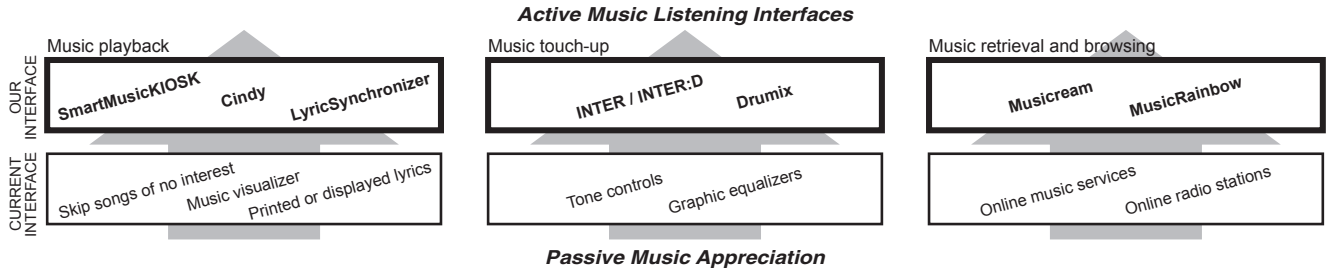 Active Music Listening Interfaces
Music playback
Music touch-up
Music retrieval and browsing
OUR
INTERFACE
SmartMusicKIOSK
Cindy
LyricSynchronizer
INTER / INTER:D
Drumix
Musicream
MusicRainbow
CURRENT
INTERFACE
Skip songs of no interest
Music visualizer
Printed or displayed lyrics
Tone controls
Graphic equalizers
Online music services
Online radio stations
Passive Music Appreciation